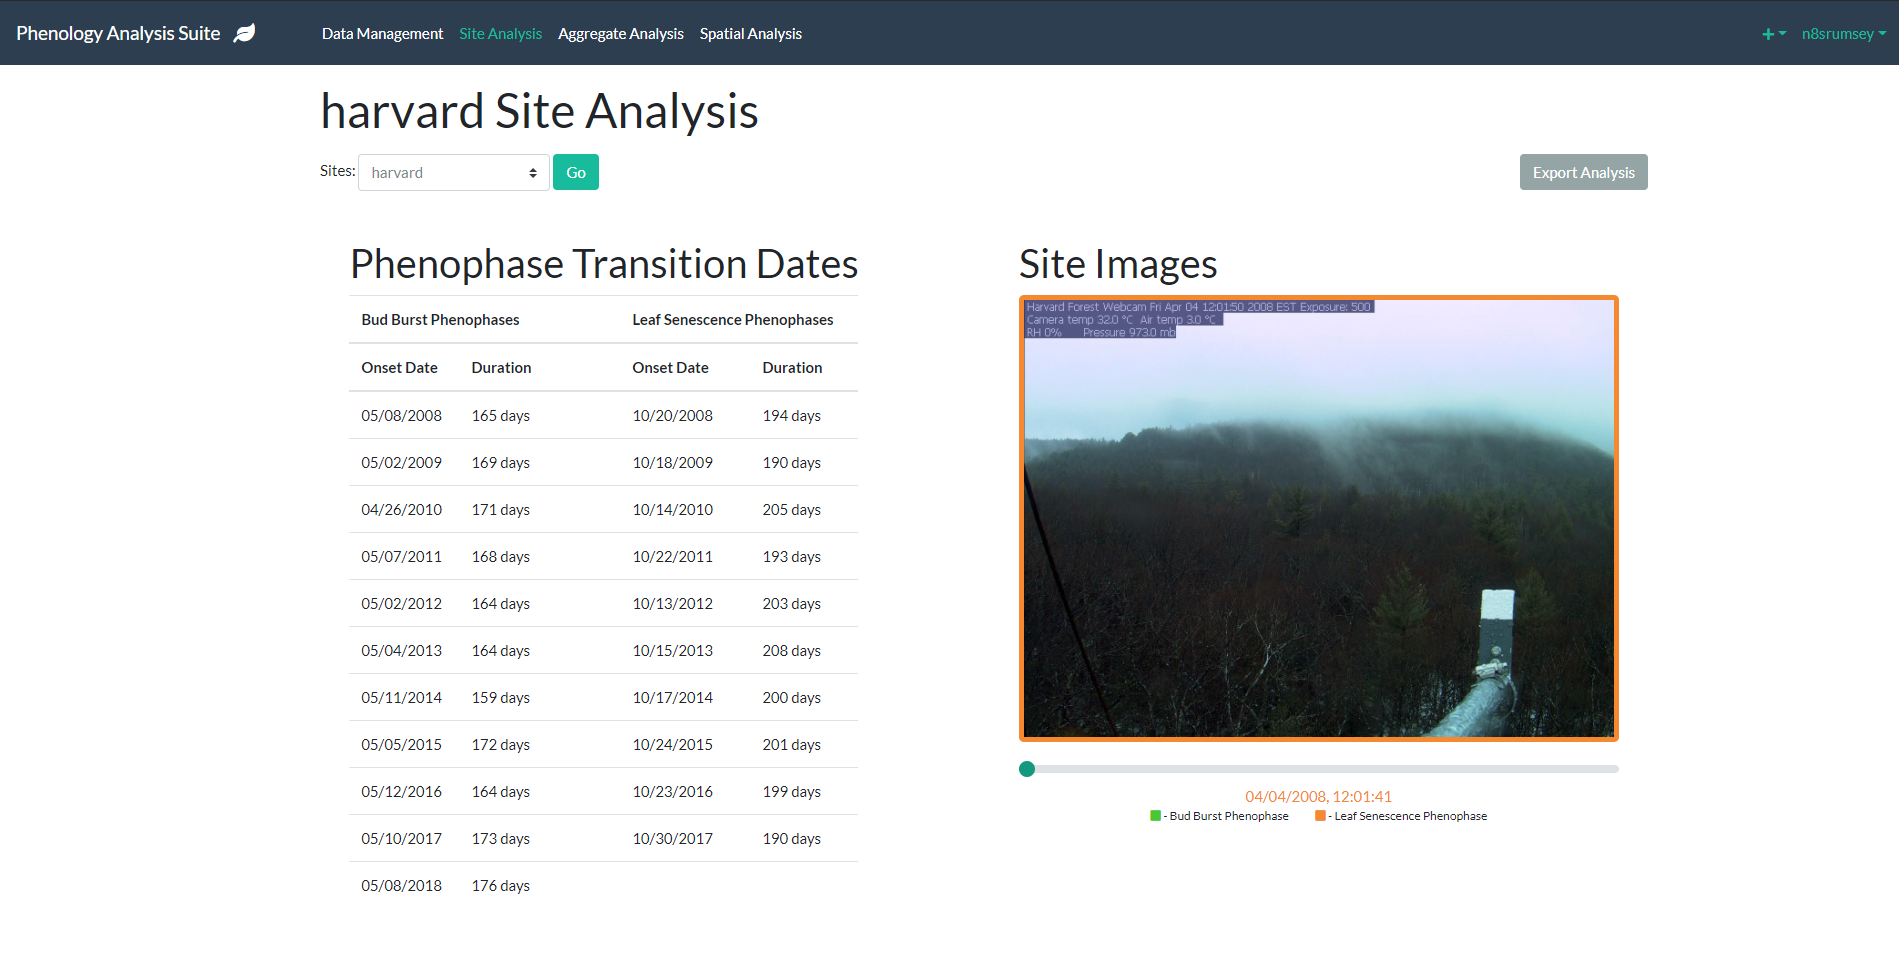 Phenology Analysis Suite
Data Management Site Analysis Aggregate Analysis Spatial Analysis
n8srumsey
harvard Site Analysis
Sites: harvard Go
Export Analysis
Phenophase Transition Dates
Bud Burst Phenophases Leaf Senescence Phenophases
Onset Date Duration Onset Date Duration
05/08/2008 165 days 10/20/2008 194 days
05/02/2009 169 days 10/18/2009 190 days
04/26/2010 171 days 10/14/2010 205 days
05/07/2011 168 days 10/22/2011 193 days
05/02/2012 164 days 10/13/2012 203 days
05/04/2013 164 days 10/15/2013 208 days
05/11/2014 159 days 10/17/2014 200 days
05/05/2015 172 days 10/24/2015 201 days
05/12/2016 164 days 10/23/2016 199 days
05/10/2017 173 days 10/30/2017 190 days
05/08/2018 176 days
Site Images
Harvard Forest Webcam Fri Apr 04 12:01:50 2008 EST Exposure: 500
Camera temp 32.0 °C Air temp 3.0 °C
RH 0% Pressure 973.0 mb
04/04/2008, 12:01:41
- Bud Burst Phenophase - Leaf Senescence Phenophase